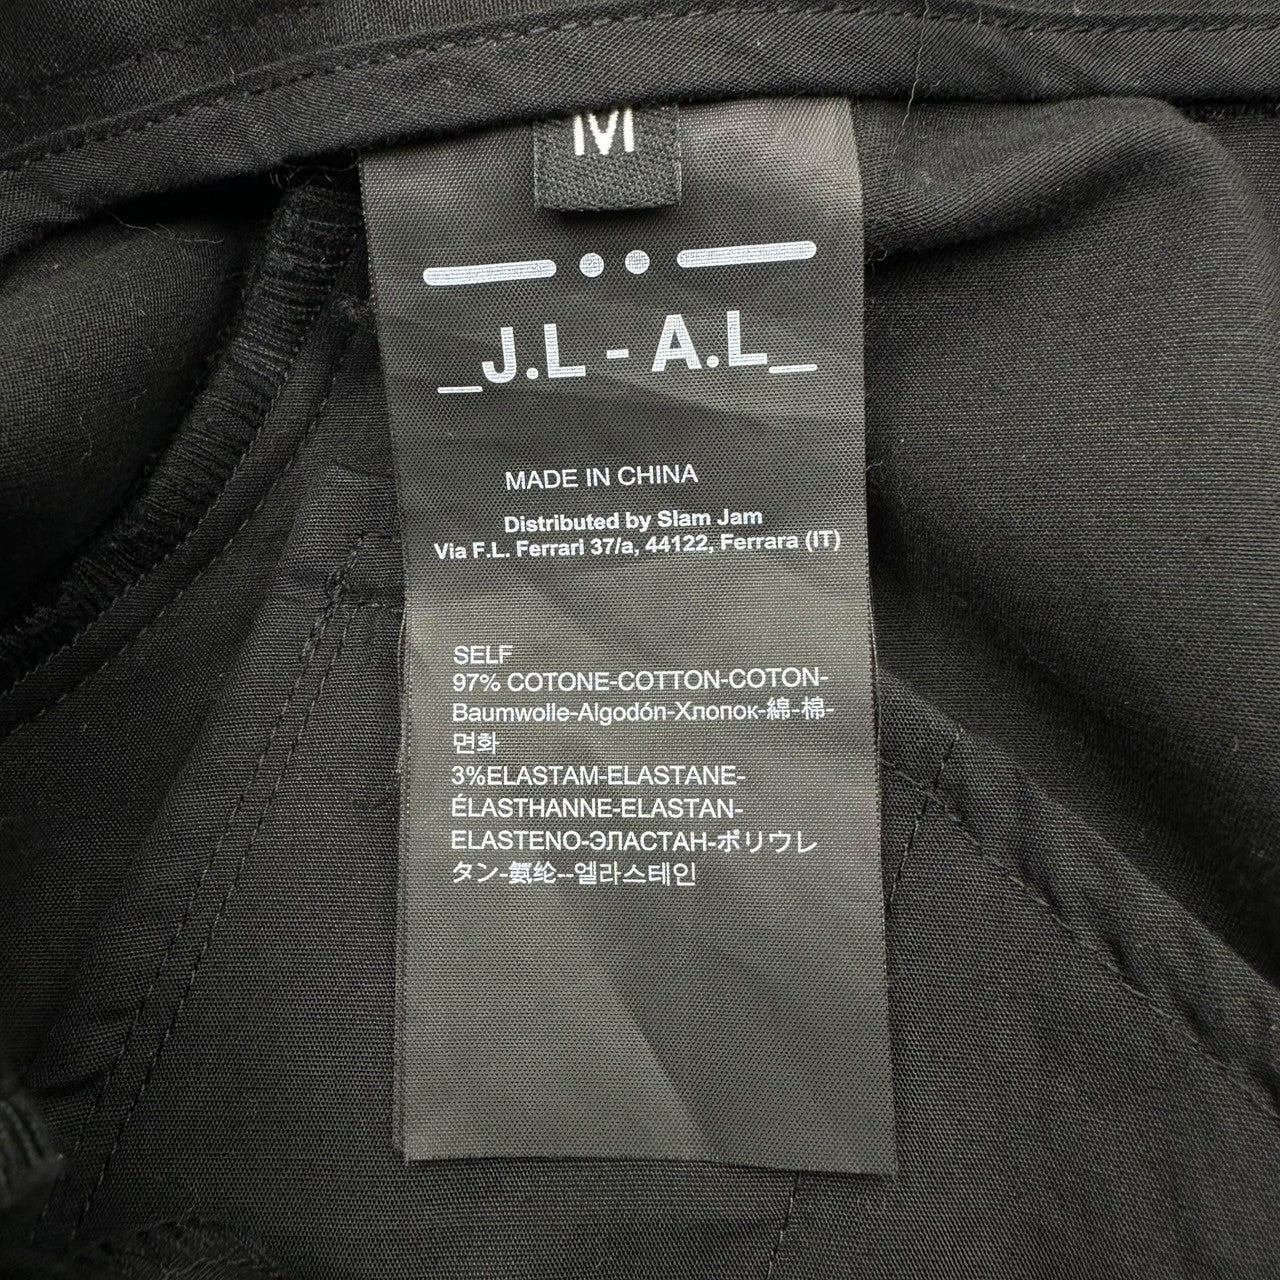 M
_J.L - A.L_
MADE IN CHINA
Distributed by Slam Jam
Via F.L. Ferrari 37/a, 44122, Ferrara (IT)
SELF
97% COTONE-COTTON-COTON-
Baumwolle-Algodón-Хлопок-綿-棉-
면화
3%ELASTAM-ELASTANE-
ÉLASTHANNE-ELASTAN-
ELASTENO-ЭЛАСТАН-ポリウレ
タン-氨纶--엘라스테인